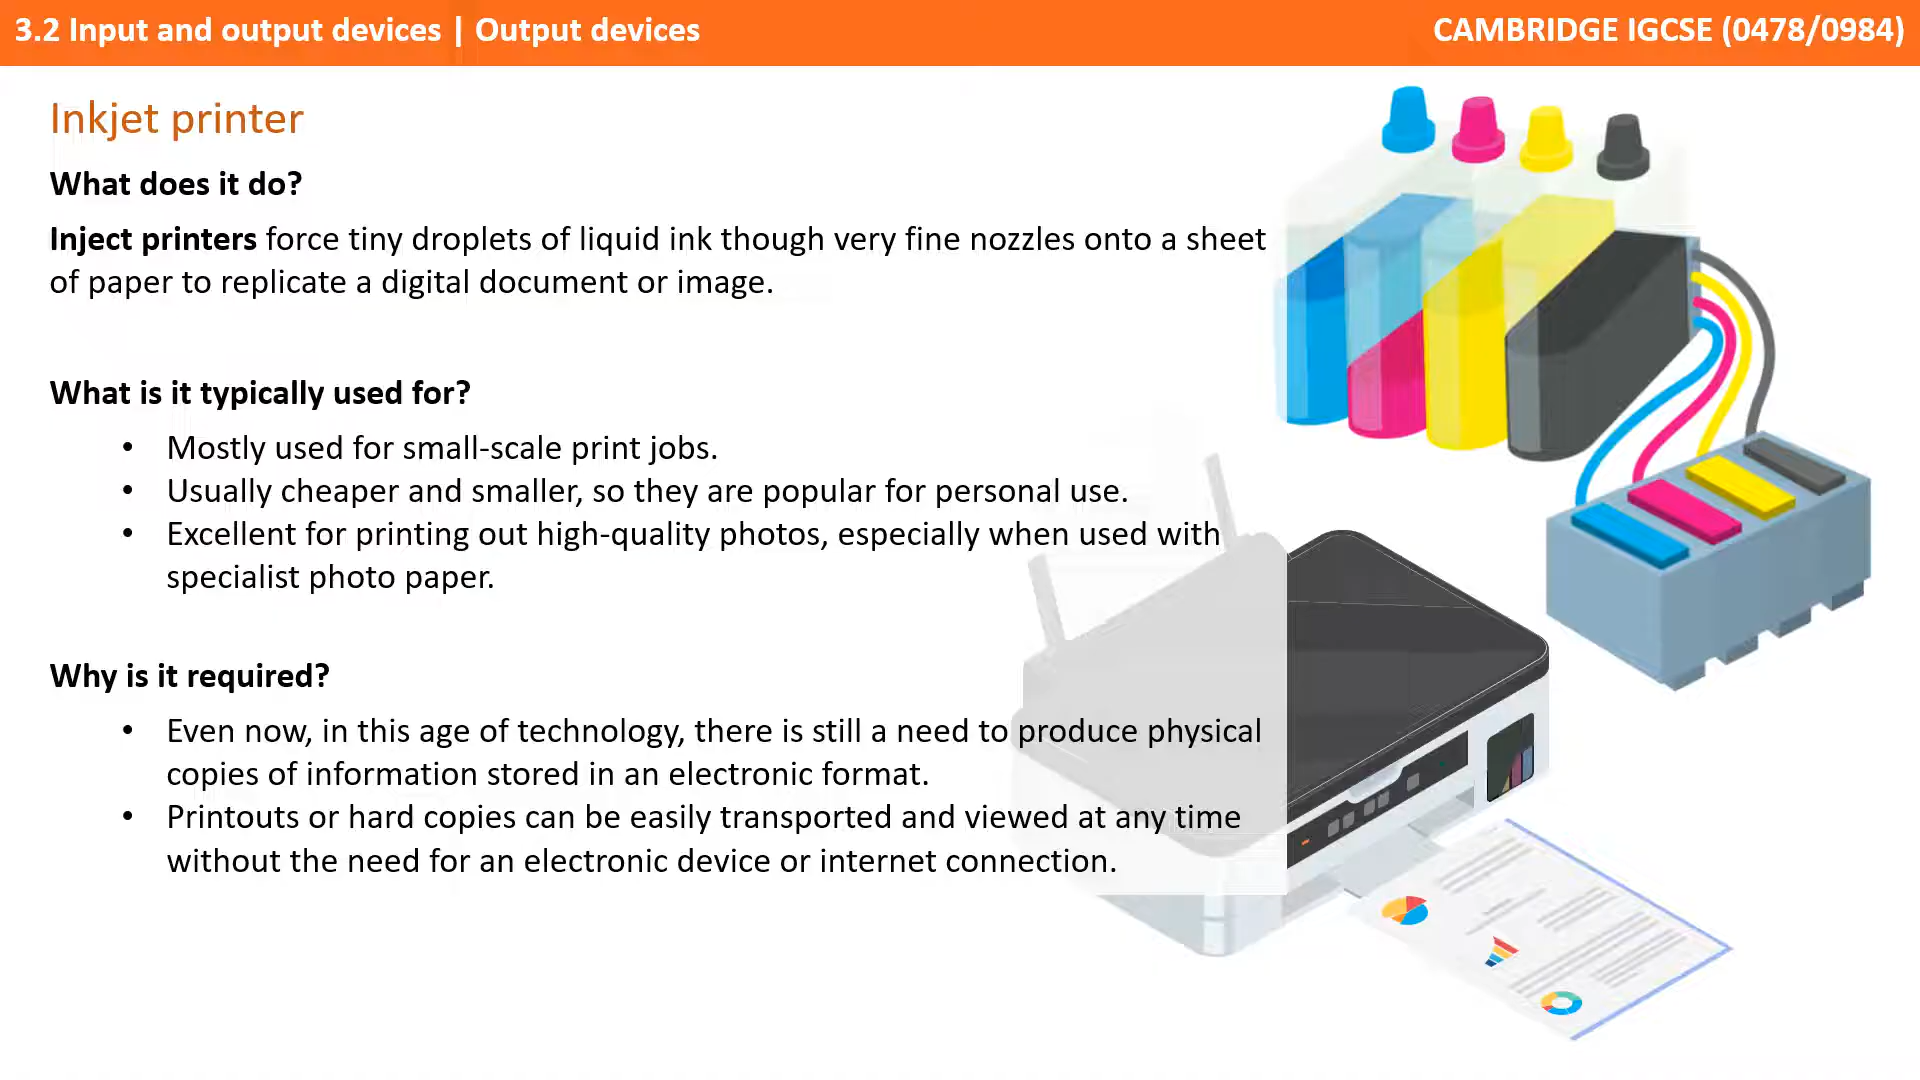 3.2 Input and output devices | Output devices
CAMBRIDGE IGCSE (0478/0984)
Inkjet printer
What does it do?
Inject printers force tiny droplets of liquid ink though very fine nozzles onto a sheet
of paper to replicate a digital document or image.
What is it typically used for?
• Mostly used for small-scale print jobs.
• Usually cheaper and smaller, so they are popular for personal use.
• Excellent for printing out high-quality photos, especially when used with
specialist photo paper.
Why is it required?
• Even now, in this age of technology, there is still a need to produce physical
copies of information stored in an electronic format.
• Printouts or hard copies can be easily transported and viewed at any time
without the need for an electronic device or internet connection.